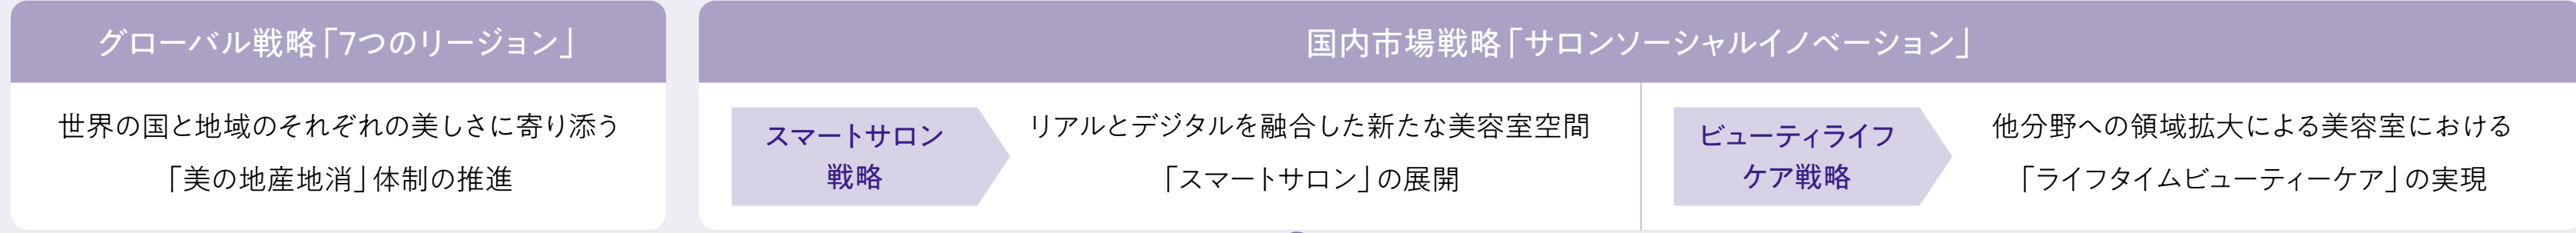 グローバル戦略「7つのリージョン」
世界の国と地域のそれぞれの美しさに寄り添う
「美の地産地消」体制の推進
国内市場戦略「サロンソーシャルイノベーション」
スマートサロン
戦略
リアルとデジタルを融合した新たな美容室空間
「スマートサロン」の展開
ビューティライフ
ケア戦略
他分野への領域拡大による美容室における
「ライフタイムビューティーケア」の実現